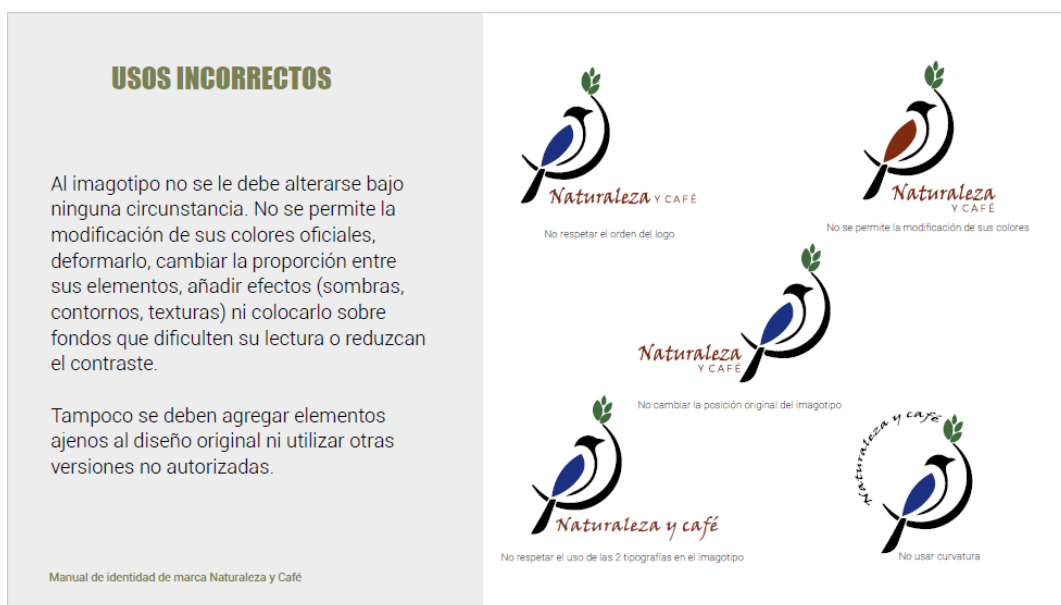 USOS INCORRECTOS
Al imagotipo no se le debe alterarse bajo
ninguna circunstancia. No se permite la
modificación de sus colores oficiales,
deformarlo, cambiar la proporción entre
sus elementos, añadir efectos (sombras,
contornos, texturas) ni colocarlo sobre
fondos que dificulten su lectura o reduzcan
el contraste.
Tampoco se deben agregar elementos
ajenos al diseño original ni utilizar otras
versiones no autorizadas.
Manual de identidad de marca Naturaleza y Café
Naturaleza Y CAFÉ
No respetar el orden del logo
Naturaleza
Y CAFÉ
No se permite la modificación de sus colores
Naturaleza
Y CAFÉ
No cambiar la posición original del imagotipo
Naturaleza y café
No respetar el uso de las 2 tipografías en el imagotipo
Naturaleza y café
No usar curvatura